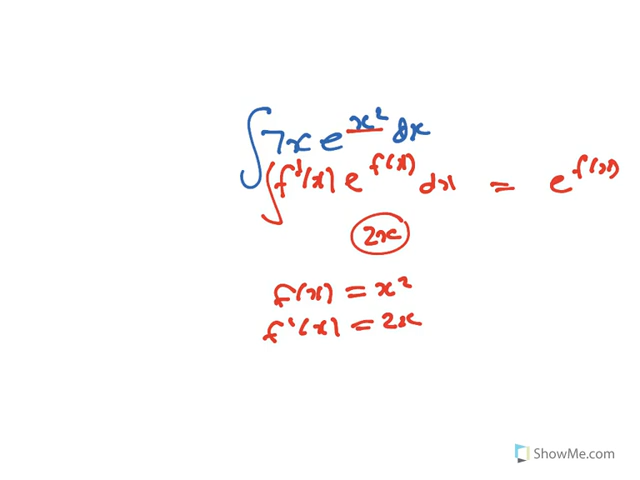 ∫ 7x e^x² dx
∫ f'(x) e^f(x) dx = e^f(x)
2x
f(x) = x²
f'(x) = 2x
ShowMe.com